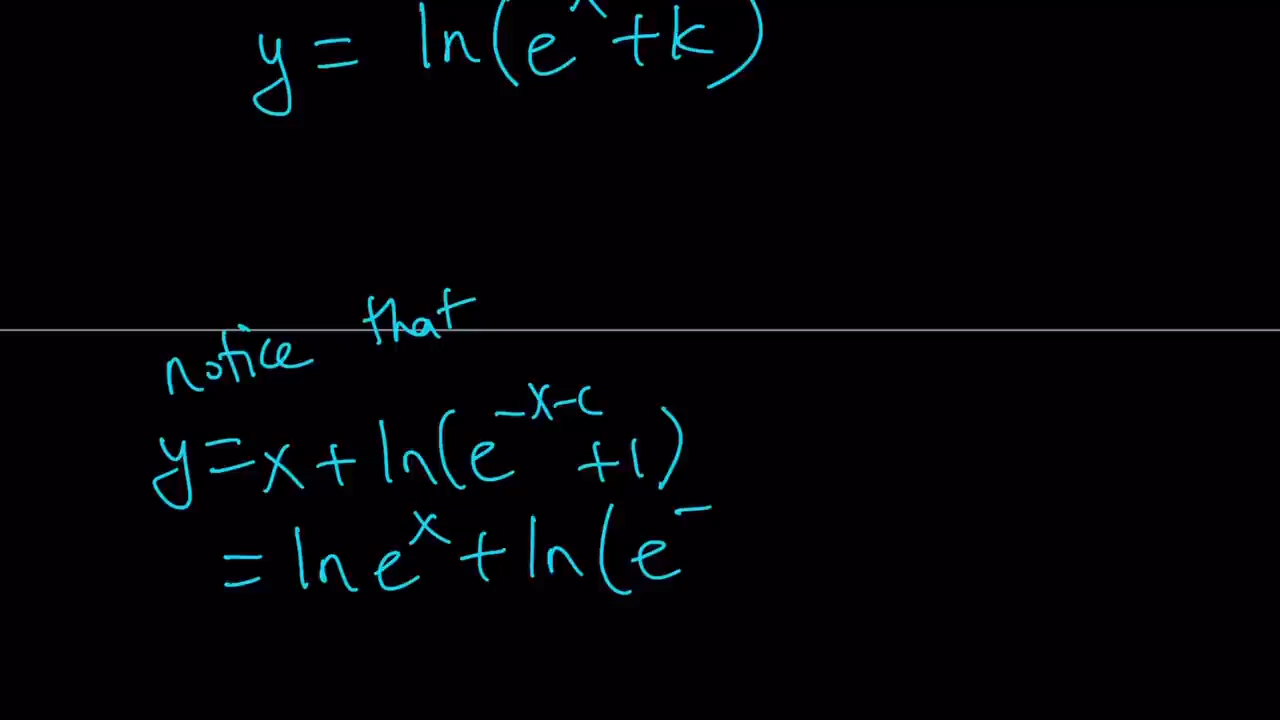 y = ln(e^x + k)
notice that
y = x + ln(e^{-x-c} + 1)
= ln e^x + ln(e^-